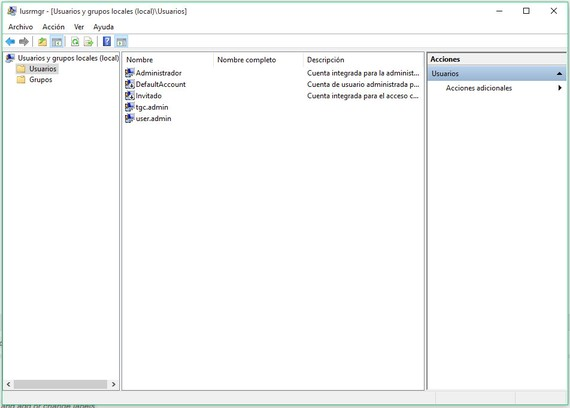 lusrmgr - [Usuarios y grupos locales (local)\Usuarios]
Archivo Acción Ver Ayuda
Usuarios y grupos locales (local)
Usuarios
Grupos
Nombre Nombre completo Descripción
Administrador Cuenta integrada para la administ...
DefaultAccount Cuenta de usuario administrada p...
Invitado Cuenta integrada para el acceso c...
tgc.admin
user.admin
Acciones
Usuarios
Acciones adicionales
and add or change labels